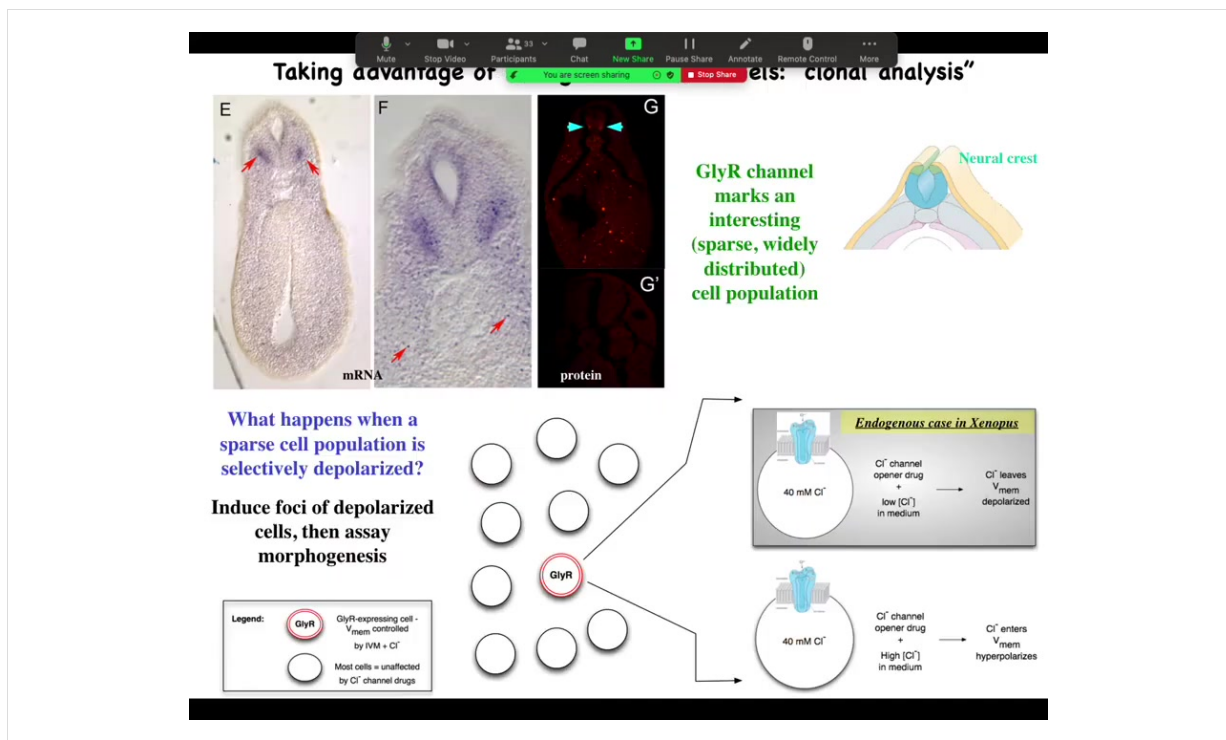 Mute
Stop Video
33
Participants
Chat
New Share
Pause Share
Annotate
Remote Control
More
Taking advantage of
els: "clonal analysis"
You are screen sharing
Stop Share
E
F
G
G'
mRNA
protein
GlyR channel
marks an
interesting
(sparse, widely
distributed)
cell population
Neural crest
What happens when a
sparse cell population is
selectively depolarized?
Induce foci of depolarized
cells, then assay
morphogenesis
Legend:
GlyR
GlyR-expressing cell -
Vmem controlled
by IVM + Cl⁻
Most cells = unaffected
by Cl⁻ channel drugs
GlyR
Endogenous case in Xenopus
40 mM Cl⁻
Cl⁻ channel
opener drug
+
low [Cl⁻]
in medium
Cl⁻ leaves
Vmem
depolarized
40 mM Cl⁻
Cl⁻ channel
opener drug
+
High [Cl⁻]
in medium
Cl⁻ enters
Vmem
hyperpolarizes